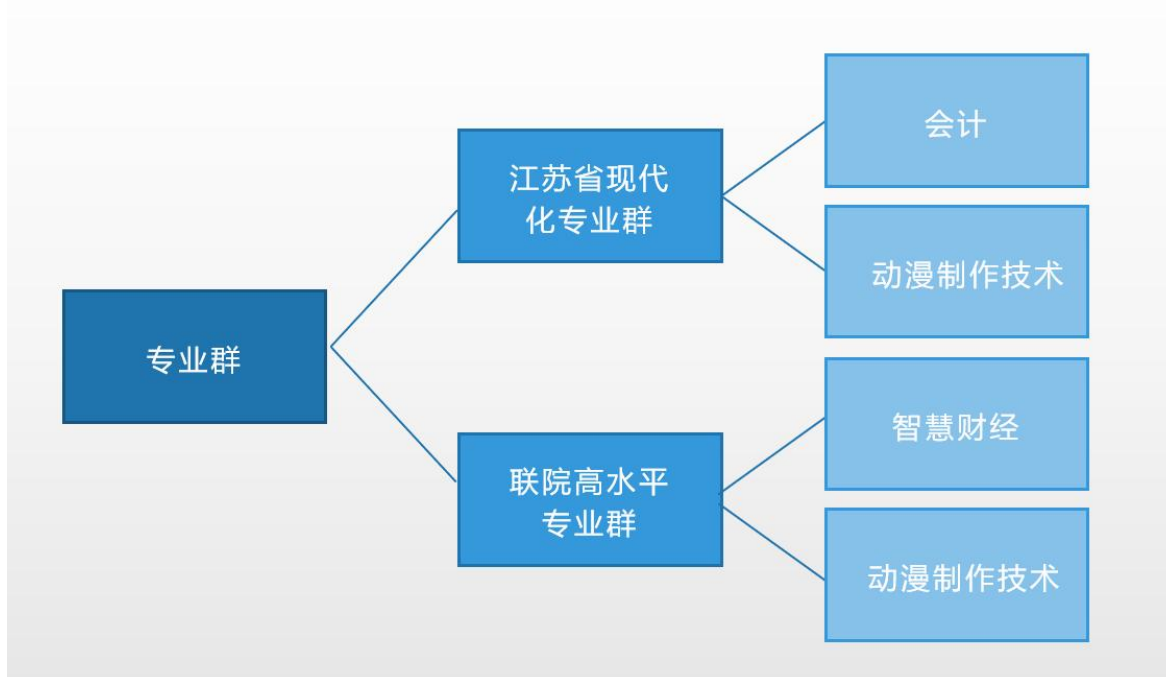 专业群
江苏省现代
化专业群
会计
动漫制作技术
联院高水平
专业群
智慧财经
动漫制作技术